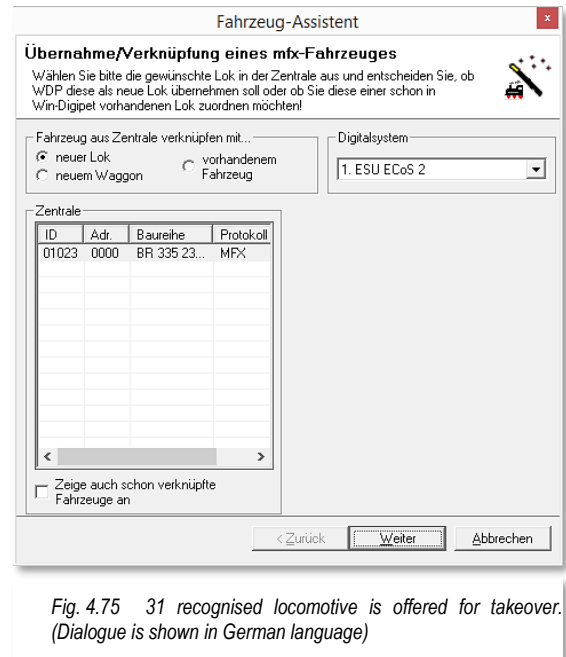 Fahrzeug-Assistent
x
Übernahme/Verknüpfung eines mfx-Fahrzeuges
Wählen Sie bitte die gewünschte Lok in der Zentrale aus und entscheiden Sie, ob
WDP diese als neue Lok übernehmen soll oder ob Sie diese einer schon in
Win-Digipet vorhandenen Lok zuordnen möchten!
Fahrzeug aus Zentrale verknüpfen mit...
neuer Lok
neuem Waggon
vorhandenem
Fahrzeug
Digitalsystem
1. ESU ECoS 2
Zentrale
ID Adr. Baureihe Protokoll
01023 0000 BR 335 23... MFX
Zeige auch schon verknüpfte
Fahrzeuge an
< Zurück Weiter Abbrechen
Fig. 4.75 31 recognised locomotive is offered for takeover.
(Dialogue is shown in German language)